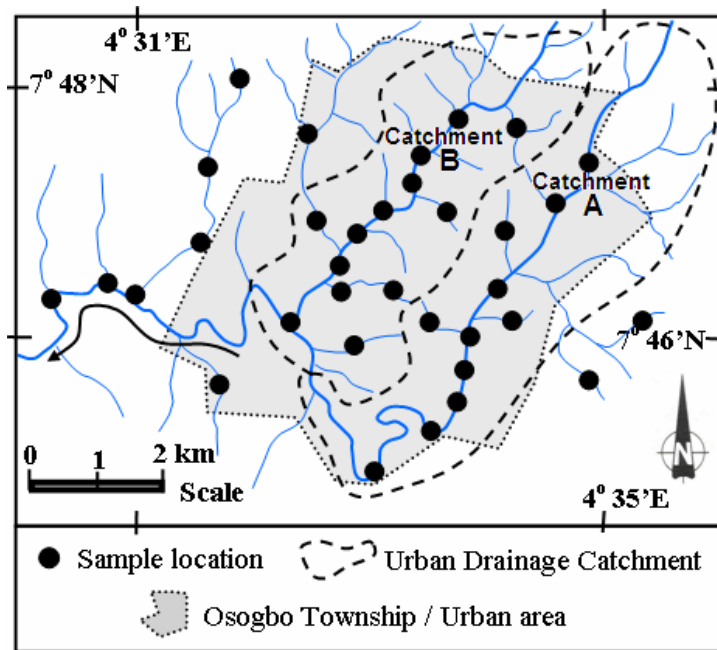 4° 31'E
7° 48'N
Catchment
B
Catchment
A
7° 46'N
0 1 2 km
Scale
N
4° 35'E
Sample location
Urban Drainage Catchment
Osogbo Township / Urban area